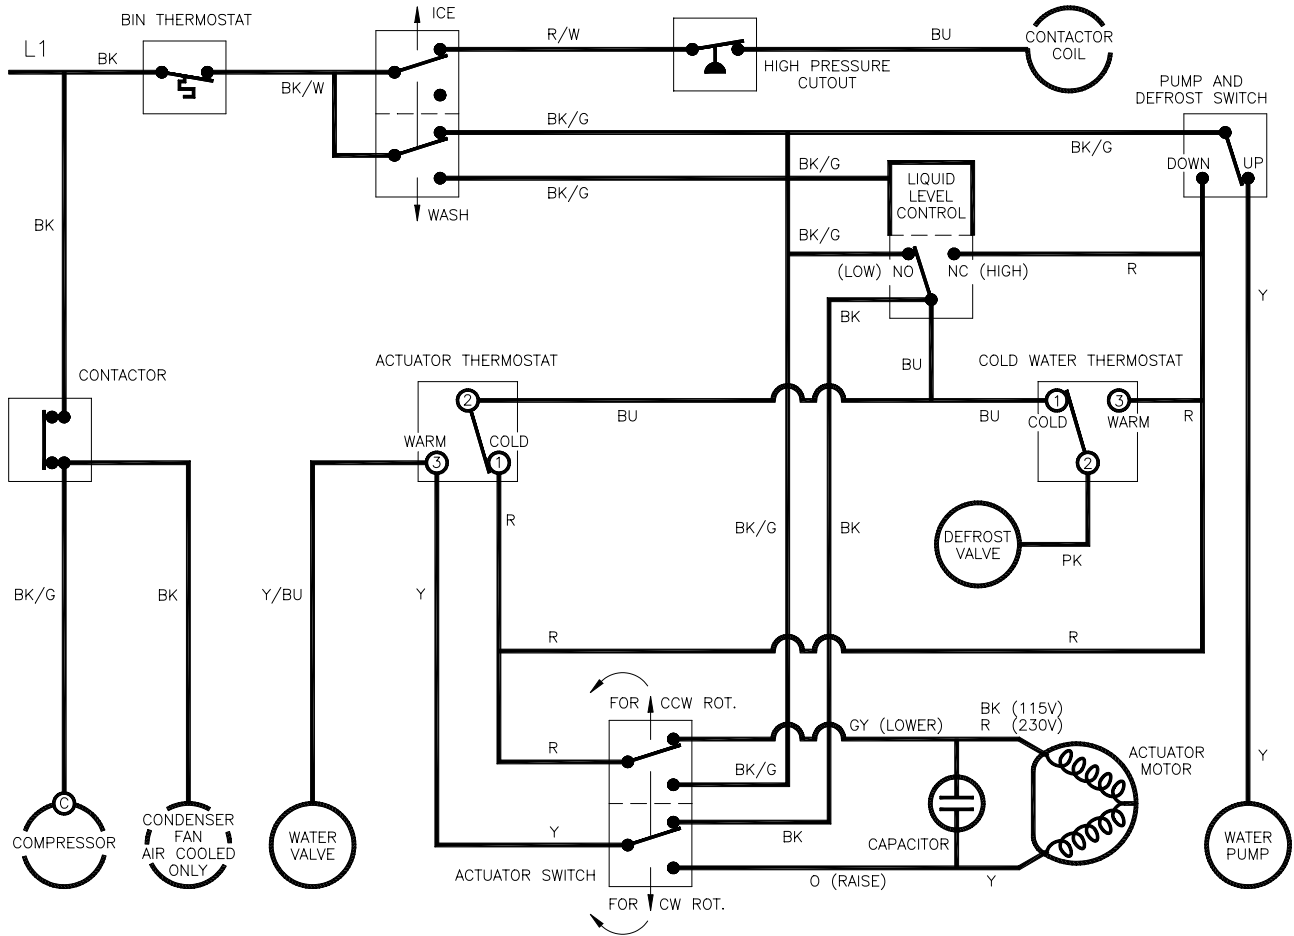 BIN THERMOSTAT
ICE
L1
BK
R/W
BU
CONTACTOR
COIL
HIGH PRESSURE
CUTOUT
BK/W
PUMP AND
DEFROST SWITCH
BK/G
BK/G
DOWN
UP
BK/G
BK/G
LIQUID
LEVEL
CONTROL
WASH
BK
BK/G
(LOW) NO
NC (HIGH)
R
Y
BK
CONTACTOR
ACTUATOR THERMOSTAT
BU
COLD WATER THERMOSTAT
2
1
3
BU
BU
R
COLD
WARM
WARM
COLD
3
1
2
R
BK/G
BK
DEFROST
VALVE
PK
BK/G
BK
Y/BU
Y
R
R
FOR CCW ROT.
GY (LOWER)
BK (115V)
R (230V)
R
BK/G
ACTUATOR
MOTOR
Y
C
COMPRESSOR
CONDENSER
FAN
AIR COOLED
ONLY
WATER
VALVE
Y
BK
CAPACITOR
WATER
PUMP
ACTUATOR SWITCH
O (RAISE)
Y
FOR CW ROT.